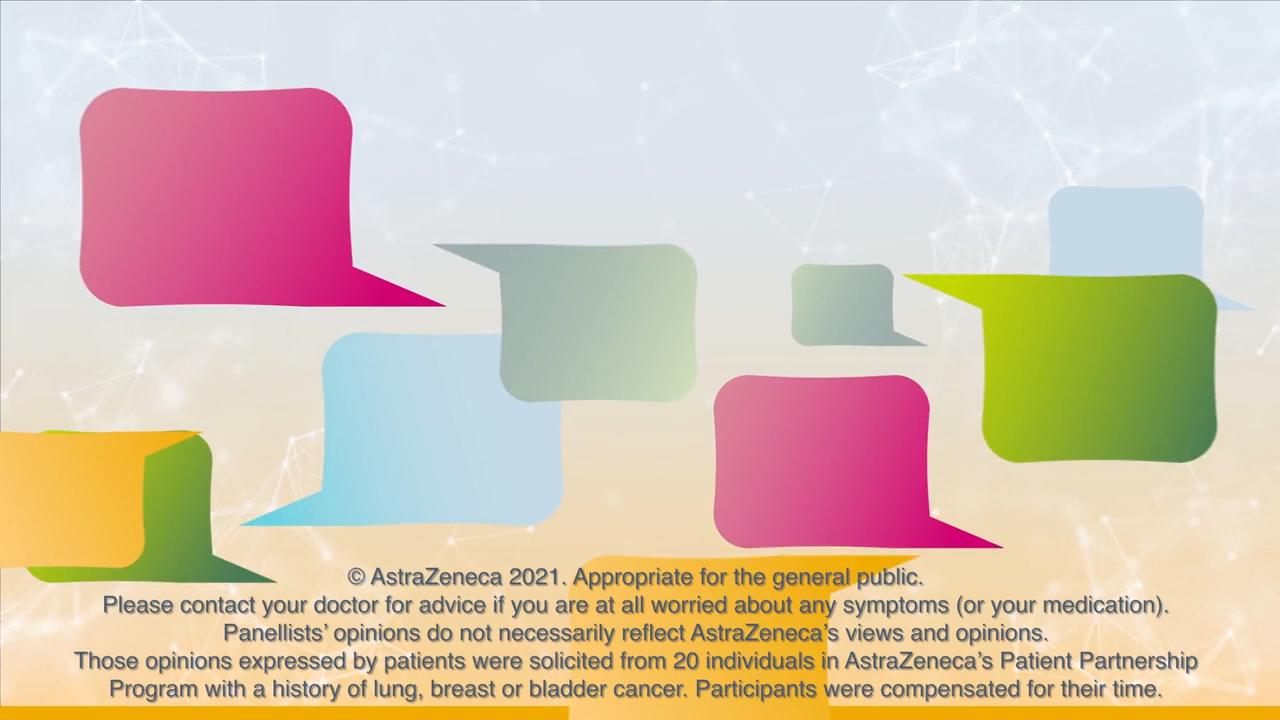 © AstraZeneca 2021. Appropriate for the general public.
Please contact your doctor for advice if you are at all worried about any symptoms (or your medication).
Panellists’ opinions do not necessarily reflect AstraZeneca’s views and opinions.
Those opinions expressed by patients were solicited from 20 individuals in AstraZeneca’s Patient Partnership
Program with a history of lung, breast or bladder cancer. Participants were compensated for their time.